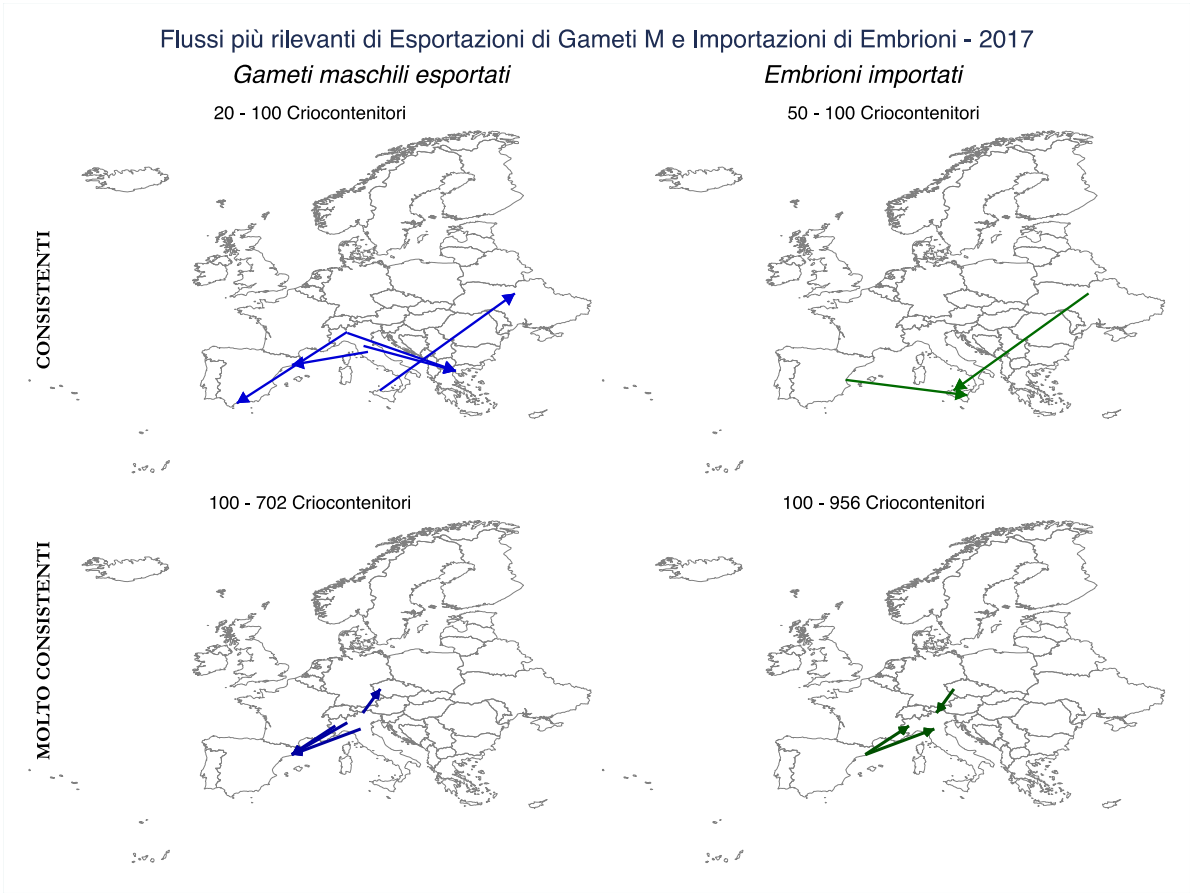 Flussi più rilevanti di Esportazioni di Gameti M e Importazioni di Embrioni - 2017
Gameti maschili esportati
Embrioni importati
20 - 100 Criocontenitori
50 - 100 Criocontenitori
CONSISTENTI
100 - 702 Criocontenitori
100 - 956 Criocontenitori
MOLTO CONSISTENTI